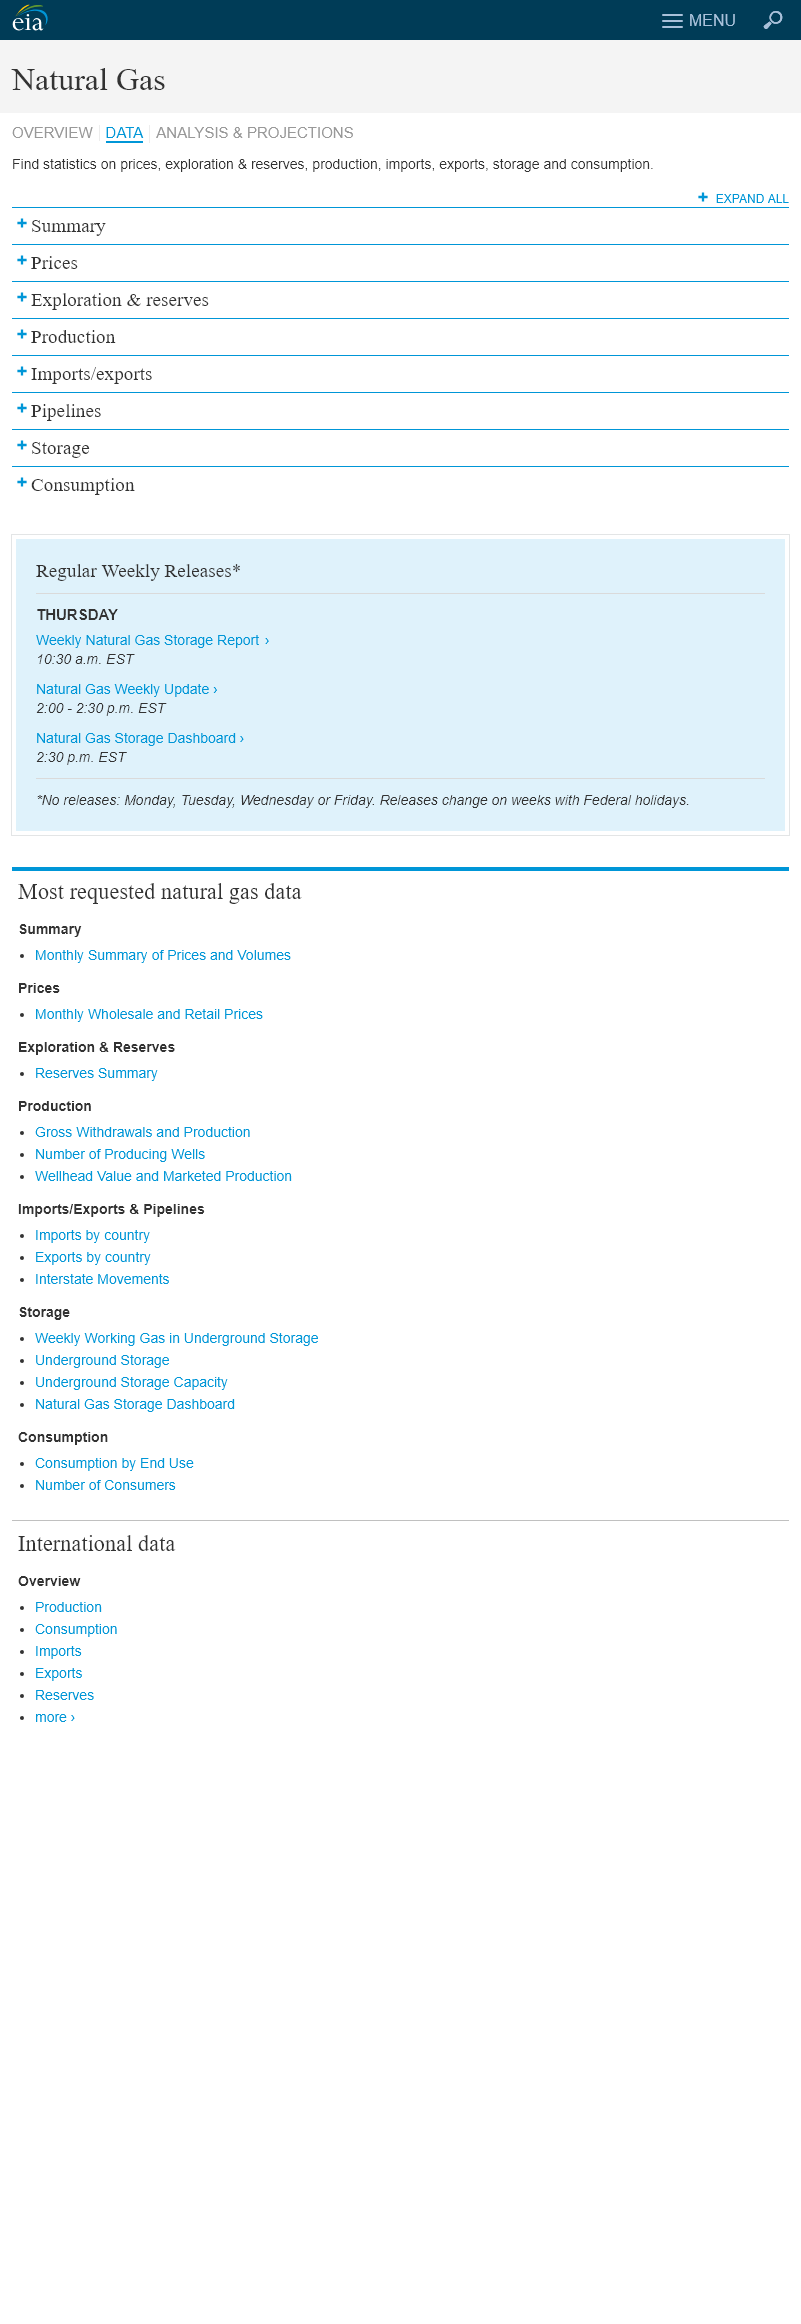 eia
MENU
Natural Gas
OVERVIEW DATA ANALYSIS & PROJECTIONS
Find statistics on prices, exploration & reserves, production, imports, exports, storage and consumption.
+ EXPAND ALL
+ Summary
+ Prices
+ Exploration & reserves
+ Production
+ Imports/exports
+ Pipelines
+ Storage
+ Consumption
Regular Weekly Releases*
THURSDAY
Weekly Natural Gas Storage Report ›
10:30 a.m. EST
Natural Gas Weekly Update ›
2:00 - 2:30 p.m. EST
Natural Gas Storage Dashboard ›
2:30 p.m. EST
*No releases: Monday, Tuesday, Wednesday or Friday. Releases change on weeks with Federal holidays.
Most requested natural gas data
Summary
• Monthly Summary of Prices and Volumes
Prices
• Monthly Wholesale and Retail Prices
Exploration & Reserves
• Reserves Summary
Production
• Gross Withdrawals and Production
• Number of Producing Wells
• Wellhead Value and Marketed Production
Imports/Exports & Pipelines
• Imports by country
• Exports by country
• Interstate Movements
Storage
• Weekly Working Gas in Underground Storage
• Underground Storage
• Underground Storage Capacity
• Natural Gas Storage Dashboard
Consumption
• Consumption by End Use
• Number of Consumers
International data
Overview
• Production
• Consumption
• Imports
• Exports
• Reserves
• more ›